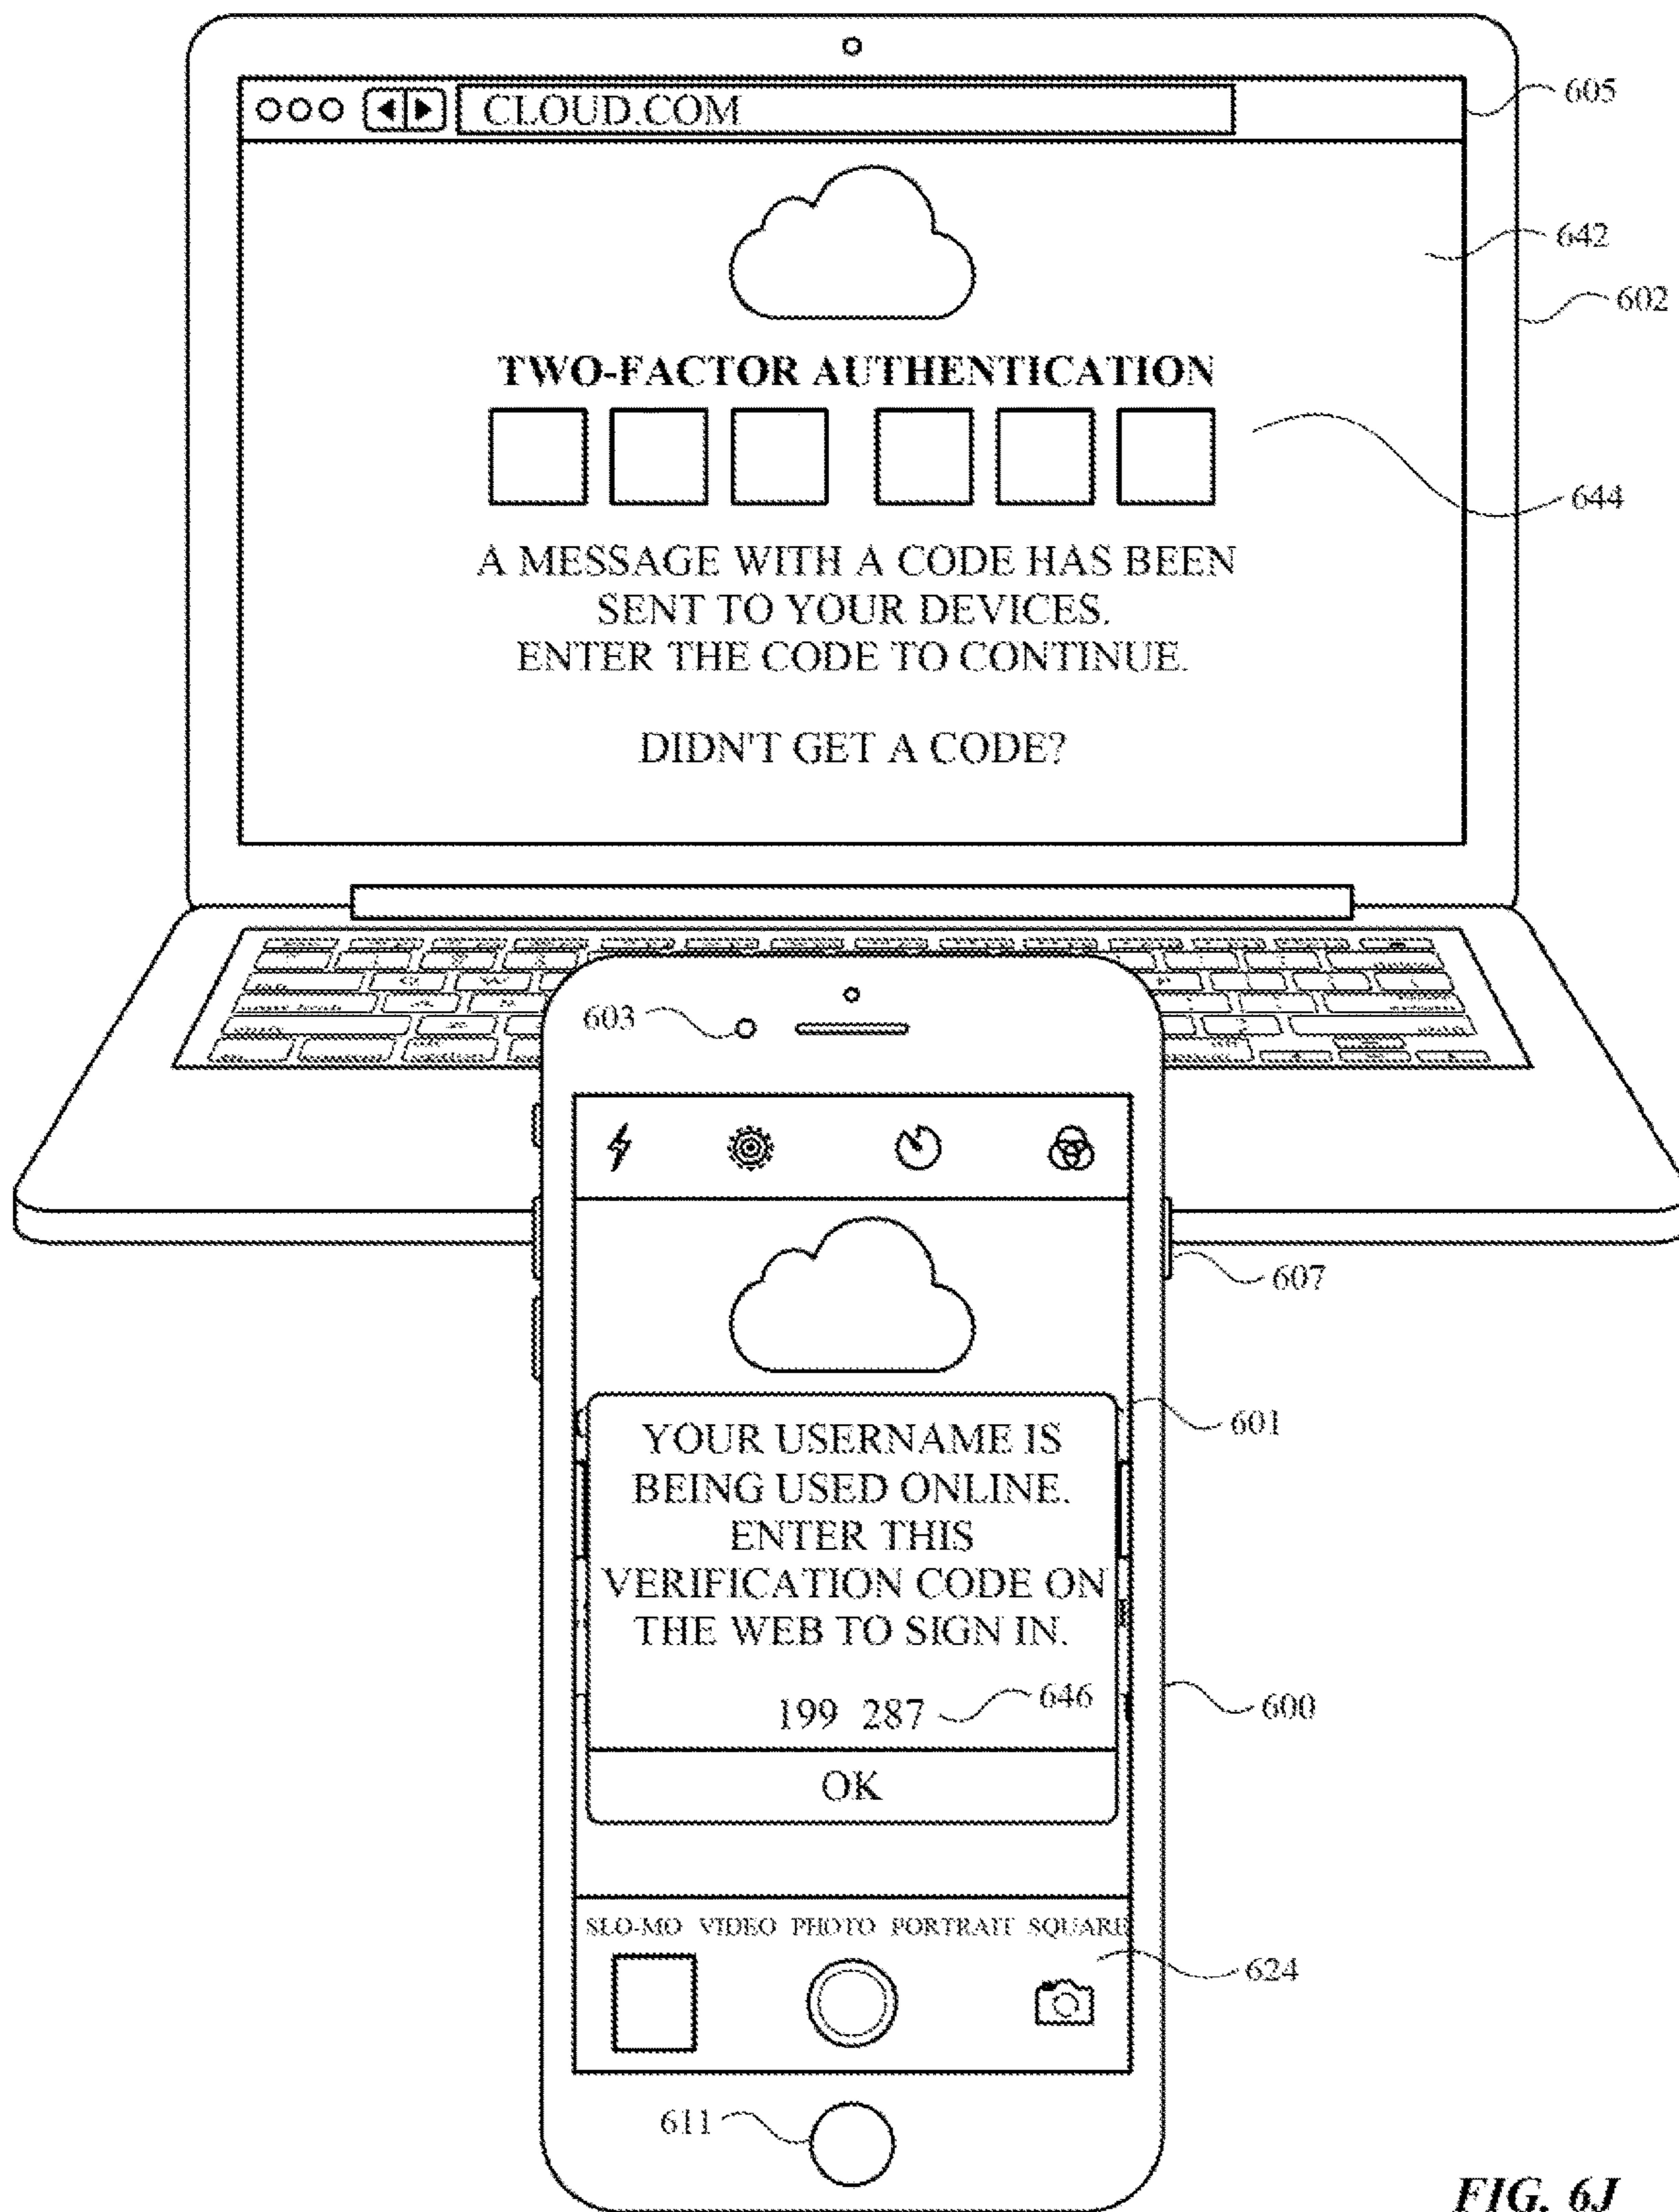 CLOUD.COM
605
642
602
TWO-FACTOR AUTHENTICATION
644
A MESSAGE WITH A CODE HAS BEEN
SENT TO YOUR DEVICES.
ENTER THE CODE TO CONTINUE.
DIDN'T GET A CODE?
603
607
YOUR USERNAME IS
BEING USED ONLINE.
ENTER THIS
VERIFICATION CODE ON
THE WEB TO SIGN IN.
601
199 287
646
600
OK
SLO-MO VIDEO PHOTO PORTRAIT SQUARE
624
611
FIG. 6J